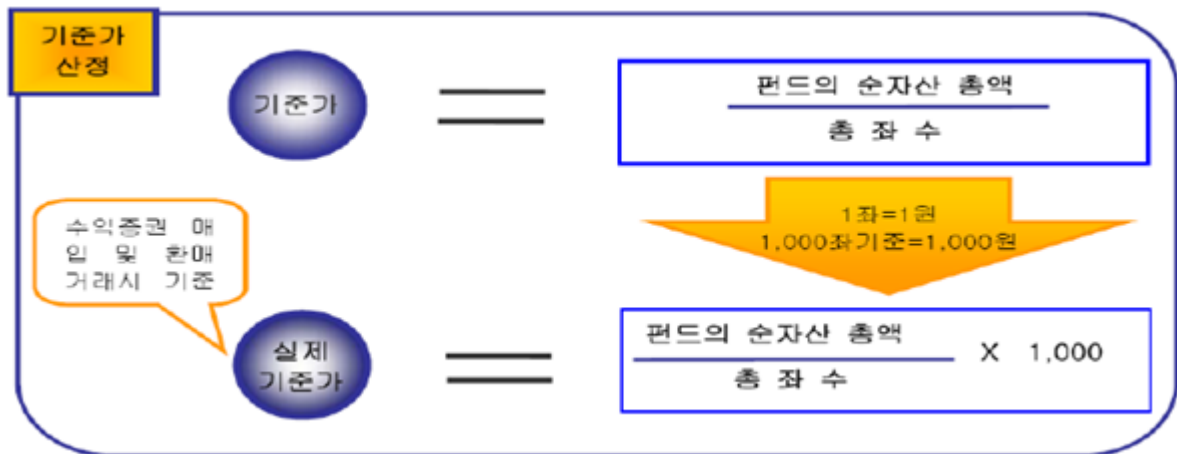 기준가
산정
기준가
펀드의 순자산 총액
총 좌 수
1좌=1원
1,000좌기준=1,000원
수익증권 매
입 및 환매
거래시 기준
실제
기준가
펀드의 순자산 총액
총 좌 수
X 1,000